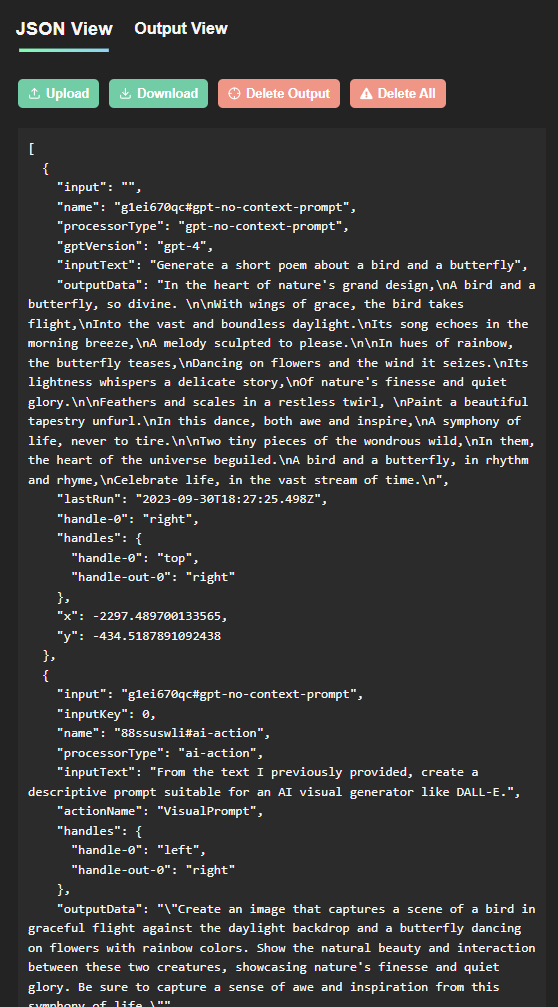 JSON View Output View
Upload Download Delete Output Delete All
[
{
"input": "",
"name": "g1ei670qc#gpt-no-context-prompt",
"processorType": "gpt-no-context-prompt",
"gptVersion": "gpt-4",
"inputText": "Generate a short poem about a bird and a butterfly",
"outputData": "In the heart of nature's grand design,\nA bird and a
butterfly, so divine. \n\nWith wings of grace, the bird takes
flight,\nInto the vast and boundless daylight.\nIts song echoes in the
morning breeze,\nA melody sculpted to please.\n\nIn hues of rainbow,
the butterfly teases,\nDancing on flowers and the wind it seizes.\nIts
lightness whispers a delicate story,\nOf nature's finesse and quiet
glory.\n\nFeathers and scales in a restless twirl, \nPaint a beautiful
tapestry unfurl.\nIn this dance, both awe and inspire,\nA symphony of
life, never to tire.\n\nTwo tiny pieces of the wondrous wild,\nIn them,
the heart of the universe beguiled.\nA bird and a butterfly, in rhythm
and rhyme,\nCelebrate life, in the vast stream of time.\n",
"lastRun": "2023-09-30T18:27:25.498Z",
"handle-0": "right",
"handles": {
"handle-0": "top",
"handle-out-0": "right"
},
"x": -2297.489700133565,
"y": -434.5187891092438
},
{
"input": "g1ei670qc#gpt-no-context-prompt",
"inputKey": 0,
"name": "88ssuswli#ai-action",
"processorType": "ai-action",
"inputText": "From the text I previously provided, create a
descriptive prompt suitable for an AI visual generator like DALL-E.",
"actionName": "VisualPrompt",
"handles": {
"handle-0": "left",
"handle-out-0": "right"
},
"outputData": "\"Create an image that captures a scene of a bird in
graceful flight against the daylight backdrop and a butterfly dancing
on flowers with rainbow colors. Show the natural beauty and interaction
between these two creatures, showcasing nature's finesse and quiet
glory. Be sure to capture a sense of awe and inspiration from this
symphony of life.\""